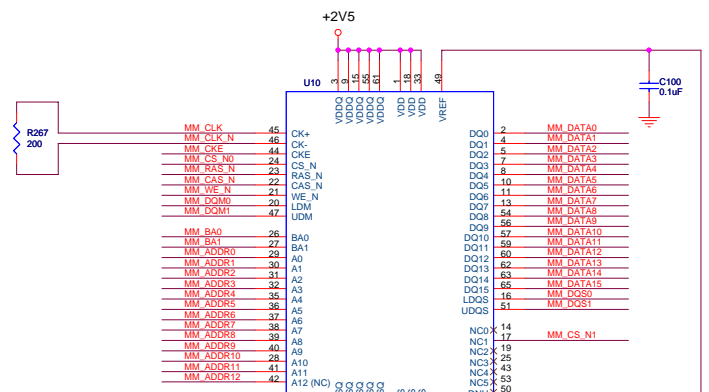 +2V5
U10
3 9 15 55 61 1 18 33 49
VDDQ VDDQ VDDQ VDDQ VDDQ VDD VDD VDD VREF
C100
0.1uF
R267
200
MM_CLK 45 CK+
MM_CLK_N 46 CK-
MM_CKE 44 CKE
MM_CS_N0 24 CS_N
MM_RAS_N 23 RAS_N
MM_CAS_N 22 CAS_N
MM_WE_N 21 WE_N
MM_DQM0 20 LDM
MM_DQM1 47 UDM
MM_BA0 26 BA0
MM_BA1 27 BA1
MM_ADDR0 29 A0
MM_ADDR1 30 A1
MM_ADDR2 31 A2
MM_ADDR3 32 A3
MM_ADDR4 35 A4
MM_ADDR5 36 A5
MM_ADDR6 37 A6
MM_ADDR7 38 A7
MM_ADDR8 39 A8
MM_ADDR9 40 A9
MM_ADDR10 28 A10
MM_ADDR11 41 A11
MM_ADDR12 42 A12 (NC)
DQ0 2 MM_DATA0
DQ1 4 MM_DATA1
DQ2 5 MM_DATA2
DQ3 7 MM_DATA3
DQ4 8 MM_DATA4
DQ5 10 MM_DATA5
DQ6 11 MM_DATA6
DQ7 13 MM_DATA7
DQ8 54 MM_DATA8
DQ9 56 MM_DATA9
DQ10 57 MM_DATA10
DQ11 59 MM_DATA11
DQ12 60 MM_DATA12
DQ13 62 MM_DATA13
DQ14 63 MM_DATA14
DQ15 65 MM_DATA15
LDQS 16 MM_DQS0
UDQS 51 MM_DQS1
NC0 14
NC1 17 MM_CS_N1
NC2 19
NC3 25
NC4 43
NC5 53
50